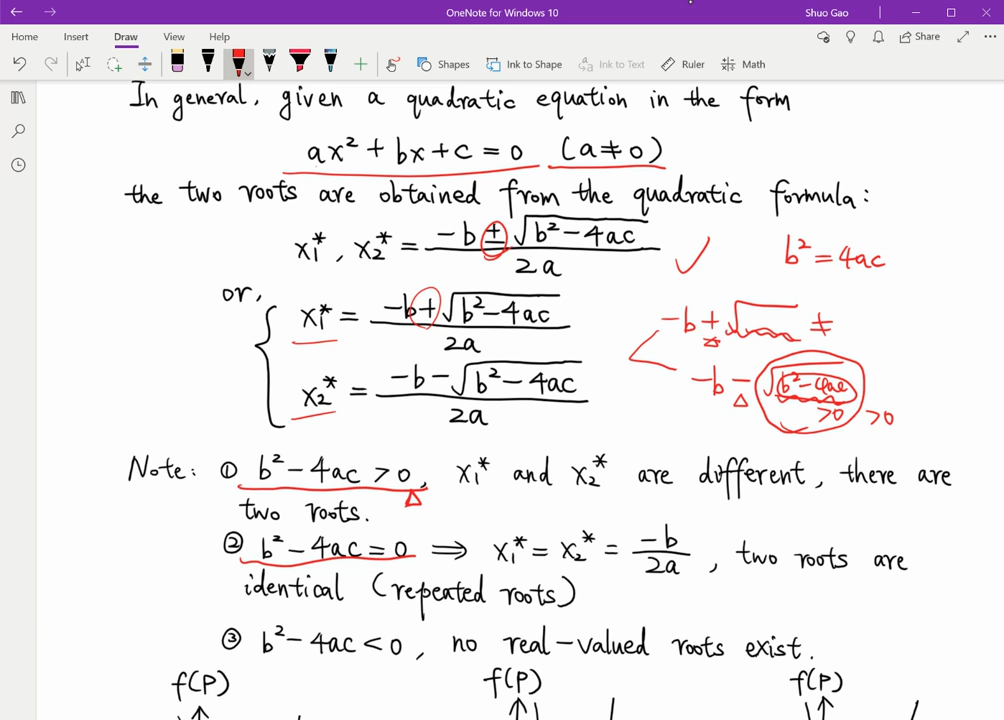 OneNote for Windows 10
Shuo Gao
Home Insert Draw View Help
Share
Shapes Ink to Shape Ink to Text Ruler Math
In general, given a quadratic equation in the form
ax² + bx + c = 0 (a ≠ 0)
the two roots are obtained from the quadratic formula:
x₁*, x₂* = (-b ± √(b² - 4ac)) / 2a
b² = 4ac
or, x₁* = (-b + √(b² - 4ac)) / 2a
-b + √ ≠
x₂* = (-b - √(b² - 4ac)) / 2a
-b - √(b² - 4ac)
>0 >0
Note: ① b² - 4ac > 0, x₁* and x₂* are different, there are
two roots.
② b² - 4ac = 0 ⟹ x₁* = x₂* = -b / 2a, two roots are
identical (repeated roots)
③ b² - 4ac < 0, no real-valued roots exist.
f(P) f(P) f(P)